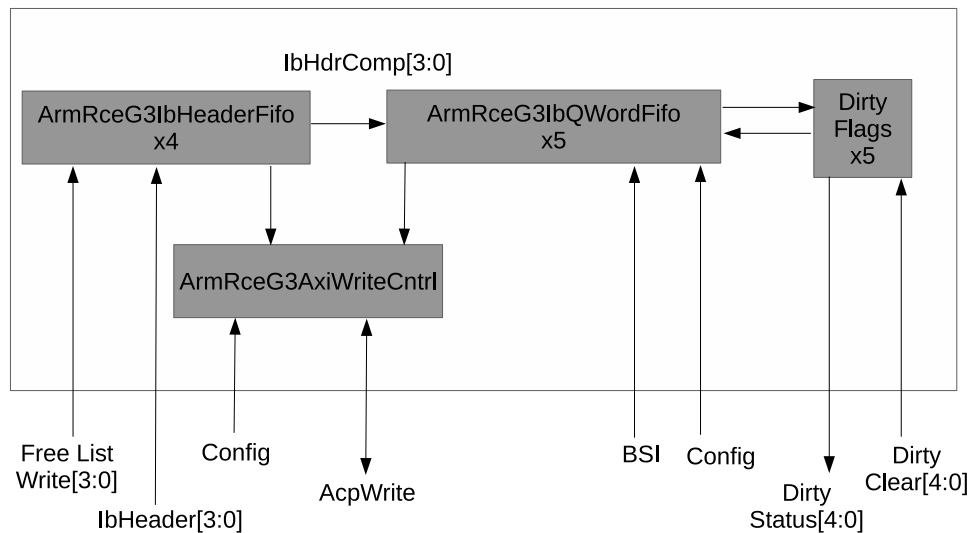 IbHdrComp[3:0]
ArmRceG3IbHeaderFifo
x4
ArmRceG3IbQWordFifo
x5
Dirty
Flags
x5
ArmRceG3AxiWriteCntrl
Free List
Write[3:0]
IbHeader[3:0]
Config
AcpWrite
BSI
Config
Dirty
Status[4:0]
Dirty
Clear[4:0]